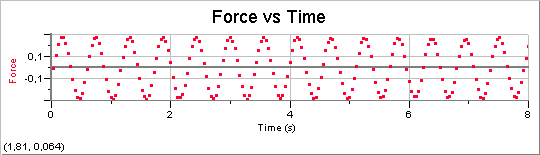 Force vs Time
Force
0,1
-0,1
0 2 4 6 8
Time (s)
(1,81, 0,064)